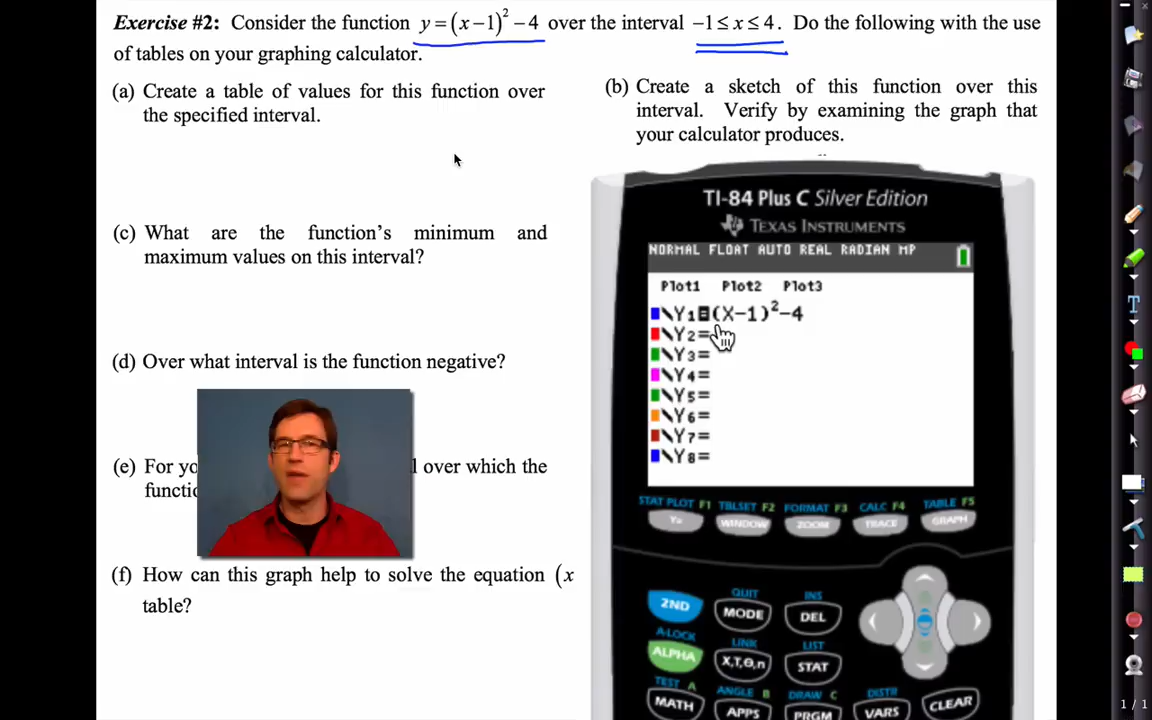 Exercise #2: Consider the function y = (x − 1)² − 4 over the interval −1 ≤ x ≤ 4. Do the following with the use
of tables on your graphing calculator.
(a) Create a table of values for this function over
the specified interval.
(b) Create a sketch of this function over this
interval. Verify by examining the graph that
your calculator produces.
(c) What are the function's minimum and
maximum values on this interval?
(d) Over what interval is the function negative?
(e) For yo
l over which the
functio
(f) How can this graph help to solve the equation (x
table?
TI-84 Plus C Silver Edition
TEXAS INSTRUMENTS
NORMAL FLOAT AUTO REAL RADIAN MP
Plot1 Plot2 Plot3
\Y1=(X−1)²−4
\Y2=
\Y3=
\Y4=
\Y5=
\Y6=
\Y7=
\Y8=
STAT PLOT F1 TBLSET F2 FORMAT F3 CALC F4 TABLE F5
Y= WINDOW ZOOM TRACE GRAPH
QUIT INS
2ND MODE DEL
A-LOCK LINK LIST
ALPHA X,T,Θ,n STAT
TEST A ANGLE B DRAW C DISTR
MATH APPS PRGM VARS CLEAR
T
1 / 1